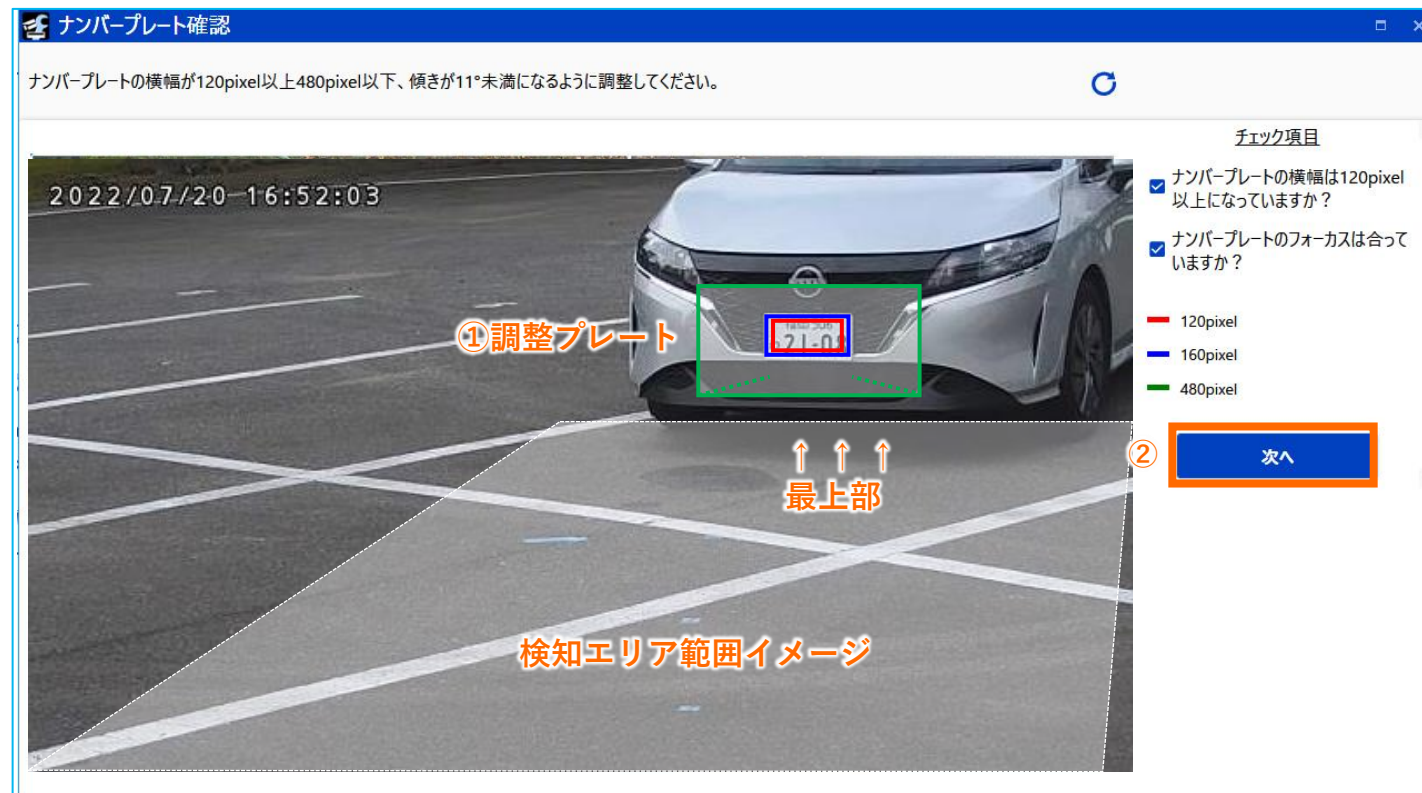 ナンバープレート確認
ナンバープレートの横幅が120pixel以上480pixel以下、傾きが11°未満になるように調整してください。
チェック項目
2022/07/20 16:52:03
ナンバープレートの横幅は120pixel
以上になっていますか？
ナンバープレートのフォーカスは合って
いますか？
①調整プレート
21-0
120pixel
160pixel
480pixel
↑ ↑ ↑
最上部
②
次へ
検知エリア範囲イメージ